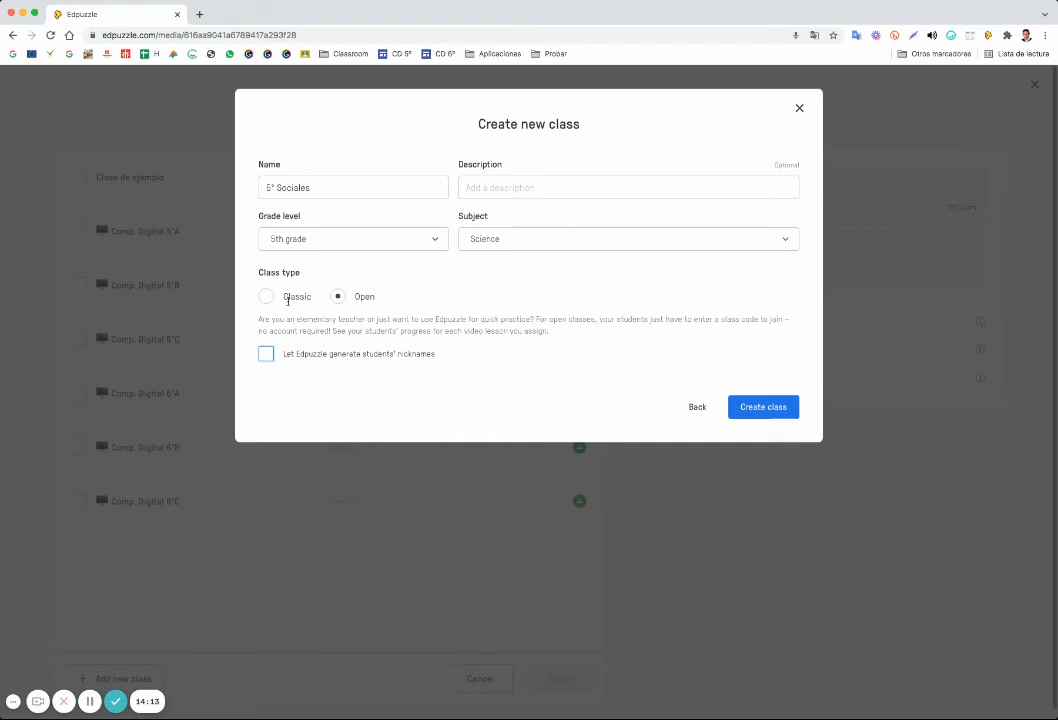 Edpuzzle
edpuzzle.com/media/616aa9041a6789417a293f28
H Classroom CD 5º CD 6º Aplicaciones Probar Otros marcadores Lista de lectura
Create new class
Name Description Optional
5º Sociales Add a description
Grade level Subject
5th grade Science
Class type
Classic Open
Are you an elementary teacher or just want to use Edpuzzle for quick practice? For open classes, your students just have to enter a class code to join –
no account required! See your students' progress for each video lesson you assign.
Let Edpuzzle generate students' nicknames
Back Create class
Clase de ejemplo
12:00am
Comp. Digital 5ºA
Comp. Digital 5ºB
Comp. Digital 5ºC
Comp. Digital 6ºA
Comp. Digital 6ºB
Comp. Digital 6ºC
+ Add new class Cancel
14:13